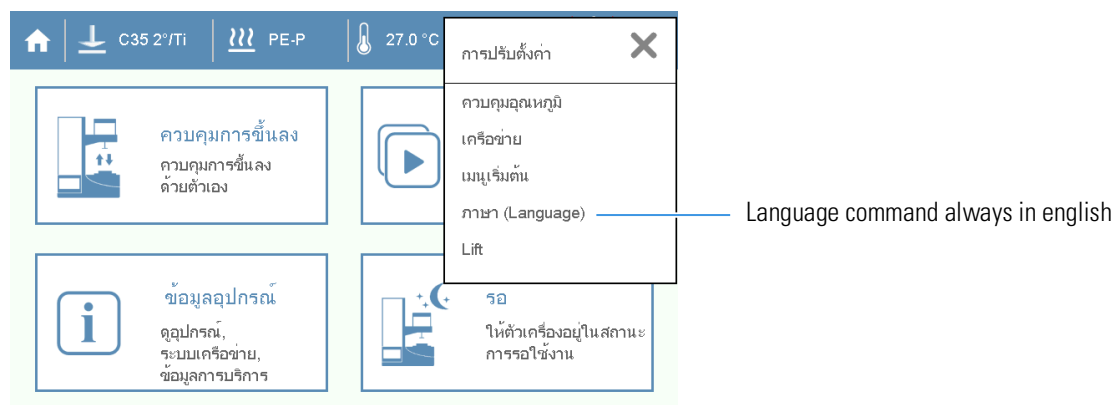 C35 2°/Ti
PE-P
27.0 °C
การปรับตั้งค่า
ควบคุมอุณหภูมิ
เครือข่าย
เมนูเริ่มต้น
ภาษา (Language)
Lift
Language command always in english
ควบคุมการขึ้นลง
ควบคุมการขึ้นลง
ด้วยตัวเอง
ข้อมูลอุปกรณ์
ดูอุปกรณ์,
ระบบเครือข่าย,
ข้อมูลการบริการ
รอ
ให้ตัวเครื่องอยู่ในสถานะ
การรอใช้งาน